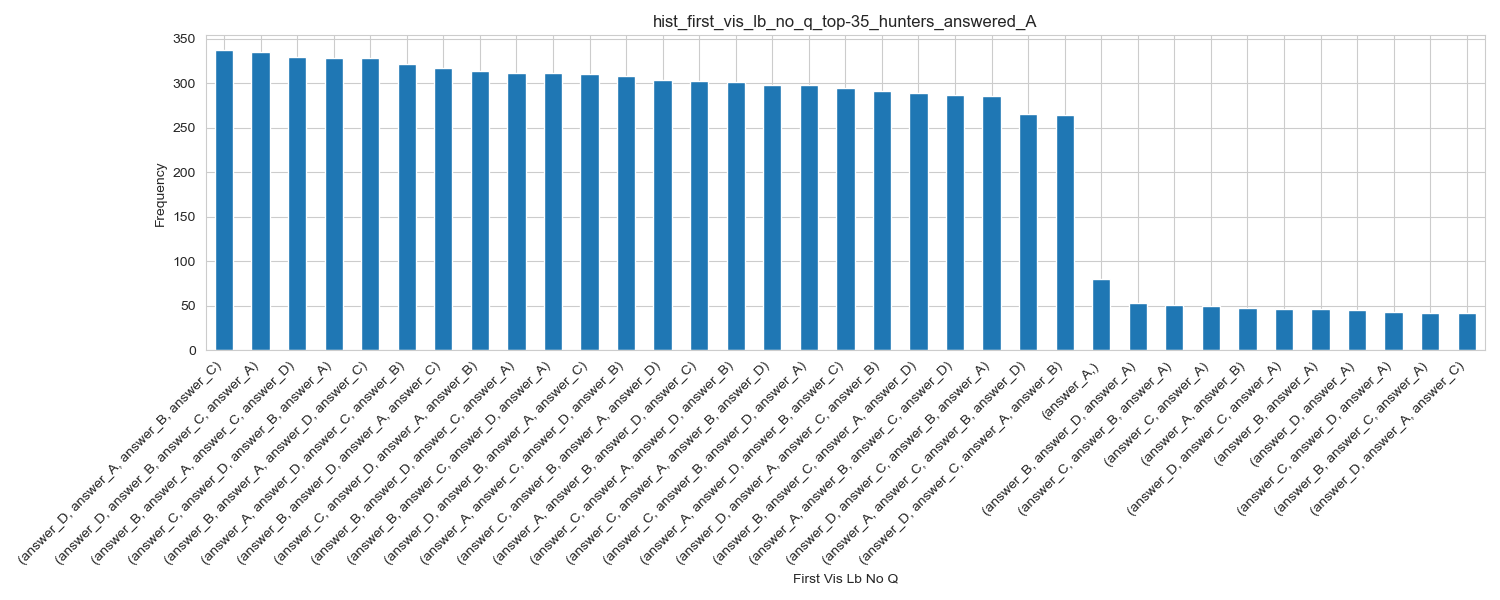 hist_first_vis_lb_no_q_top-35_hunters_answered_A
350
300
250
200
150
100
50
0
Frequency
(answer_D, answer_A, answer_B, answer_C)
(answer_D, answer_B, answer_C, answer_A)
(answer_B, answer_A, answer_C, answer_D)
(answer_C, answer_D, answer_B, answer_A)
(answer_B, answer_A, answer_D, answer_C)
(answer_A, answer_D, answer_C, answer_B)
(answer_B, answer_D, answer_A, answer_C)
(answer_C, answer_D, answer_A, answer_B)
(answer_B, answer_D, answer_C, answer_A)
(answer_B, answer_C, answer_D, answer_A)
(answer_D, answer_B, answer_A, answer_C)
(answer_A, answer_C, answer_D, answer_B)
(answer_C, answer_B, answer_A, answer_D)
(answer_A, answer_B, answer_D, answer_C)
(answer_C, answer_A, answer_D, answer_B)
(answer_C, answer_A, answer_B, answer_D)
(answer_C, answer_B, answer_D, answer_A)
(answer_A, answer_D, answer_B, answer_C)
(answer_D, answer_A, answer_C, answer_B)
(answer_B, answer_C, answer_A, answer_D)
(answer_A, answer_B, answer_C, answer_D)
(answer_D, answer_C, answer_B, answer_A)
(answer_A, answer_C, answer_B, answer_D)
(answer_D, answer_C, answer_A, answer_B)
(answer_A,)
(answer_B, answer_D, answer_A)
(answer_C, answer_B, answer_A)
(answer_C, answer_A)
(answer_A, answer_B)
(answer_D, answer_C, answer_A)
(answer_B, answer_A)
(answer_D, answer_A)
(answer_C, answer_D, answer_A)
(answer_B, answer_C, answer_A)
(answer_D, answer_A, answer_C)
First Vis Lb No Q